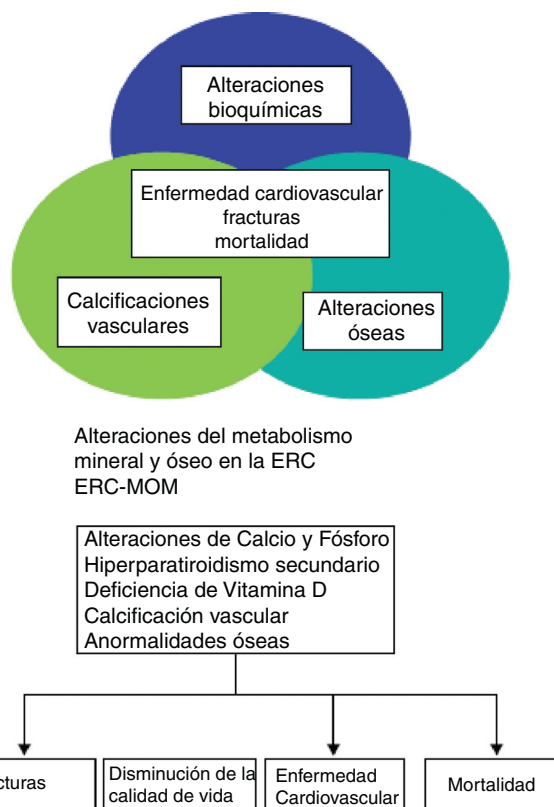 Alteraciones
bioquímicas
Enfermedad cardiovascular
fracturas
mortalidad
Calcificaciones
vasculares
Alteraciones
óseas
Alteraciones del metabolismo
mineral y óseo en la ERC
ERC-MOM
Alteraciones de Calcio y Fósforo
Hiperparatiroidismo secundario
Deficiencia de Vitamina D
Calcificación vascular
Anormalidades óseas
cturas
Disminución de la
calidad de vida
Enfermedad
Cardiovascular
Mortalidad